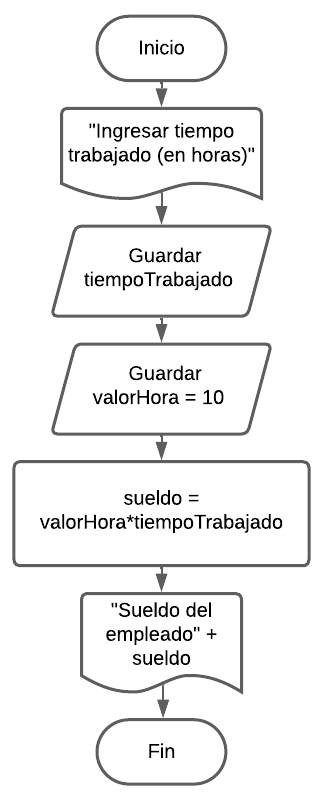 Inicio
"Ingresar tiempo
trabajado (en horas)"
Guardar
tiempoTrabajado
Guardar
valorHora = 10
sueldo =
valorHora*tiempoTrabajado
"Sueldo del
empleado" +
sueldo
Fin